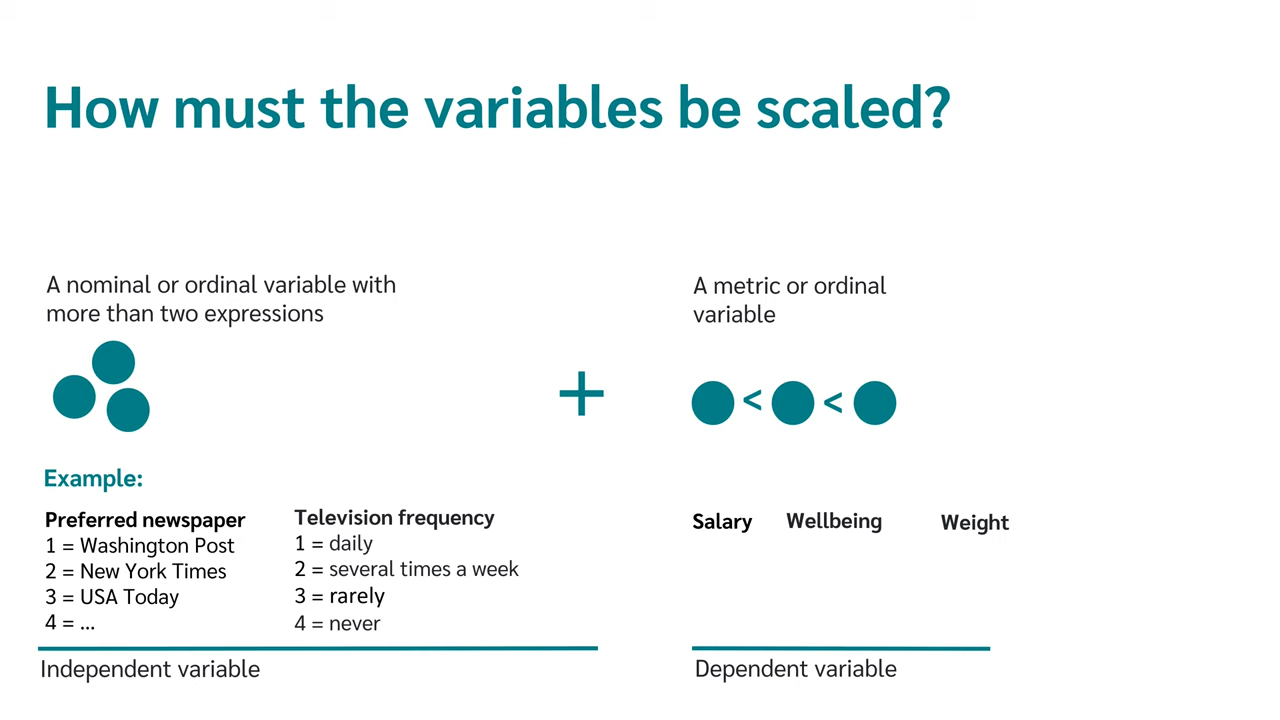 How must the variables be scaled?
A nominal or ordinal variable with
more than two expressions
A metric or ordinal
variable
+
< <
Example:
Preferred newspaper
1 = Washington Post
2 = New York Times
3 = USA Today
4 = ...
Television frequency
1 = daily
2 = several times a week
3 = rarely
4 = never
Salary Wellbeing Weight
Independent variable
Dependent variable